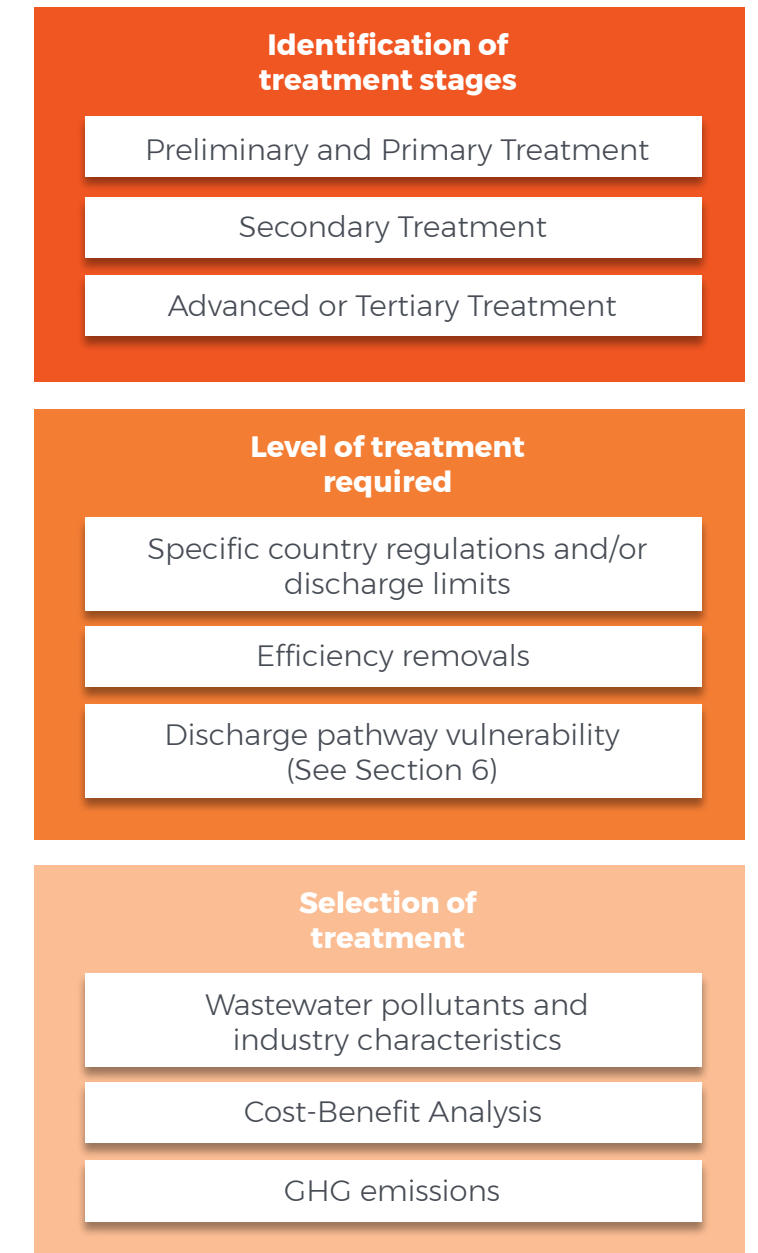 Identification of
treatment stages
Preliminary and Primary Treatment
Secondary Treatment
Advanced or Tertiary Treatment
Level of treatment
required
Specific country regulations and/or
discharge limits
Efficiency removals
Discharge pathway vulnerability
(See Section 6)
Selection of
treatment
Wastewater pollutants and
industry characteristics
Cost-Benefit Analysis
GHG emissions